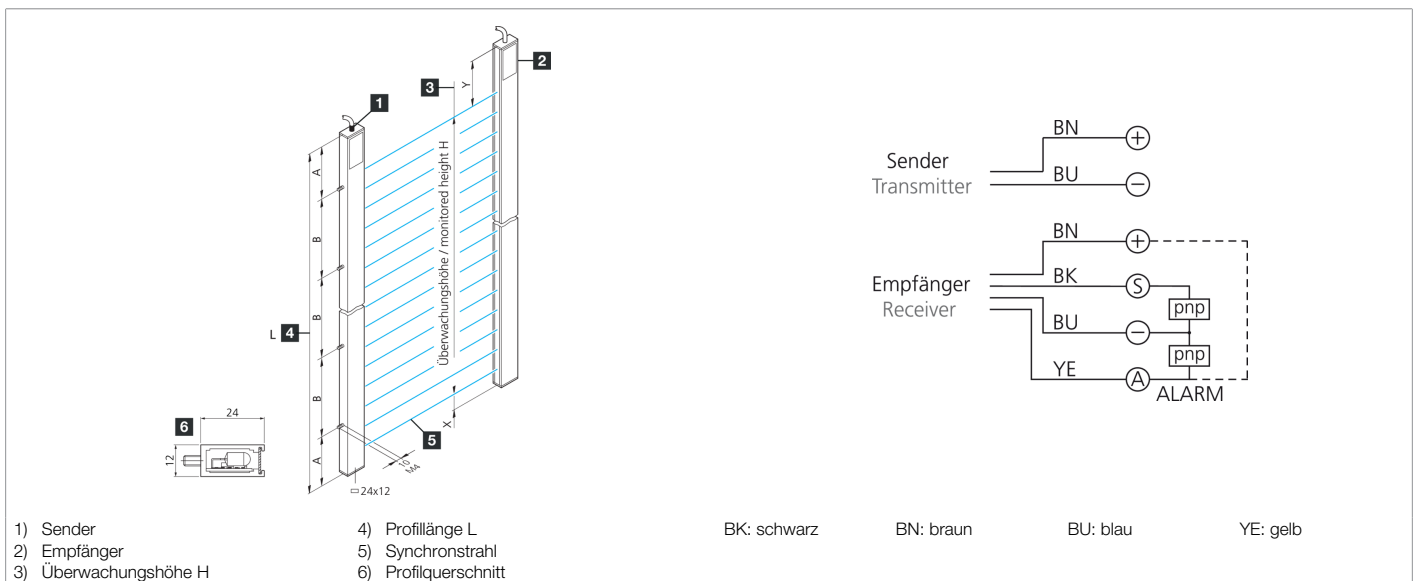 1
2
3
Y
A
Überwachungshöhe / monitored height H
B
B
L 4
B
X
5
A
10
M4
24x12
6
24
12
Sender
Transmitter
BN
+
BU
−
Empfänger
Receiver
BN
+
BK
S
pnp
BU
−
pnp
YE
A
ALARM
1) Sender
2) Empfänger
3) Überwachungshöhe H
4) Profillänge L
5) Synchronstrahl
6) Profilquerschnitt
BK: schwarz BN: braun BU: blau YE: gelb